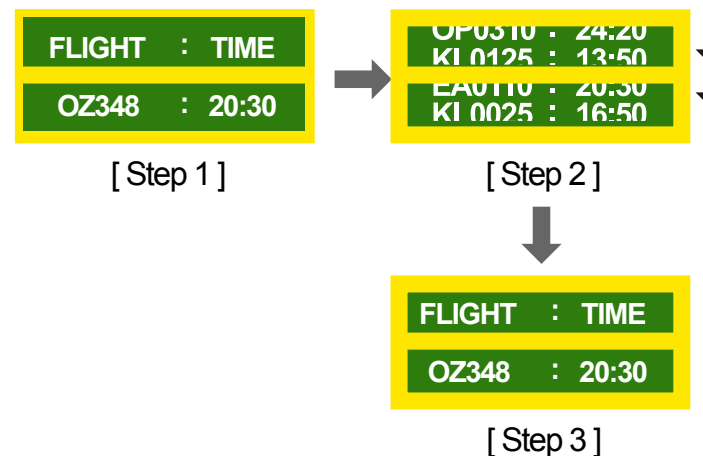 FLIGHT : TIME
OZ348 : 20:30
[ Step 1 ]
OP0310 : 24:20
KL0125 : 13:50
EA0110 : 20:30
KL0025 : 16:50
[ Step 2 ]
FLIGHT : TIME
OZ348 : 20:30
[ Step 3 ]